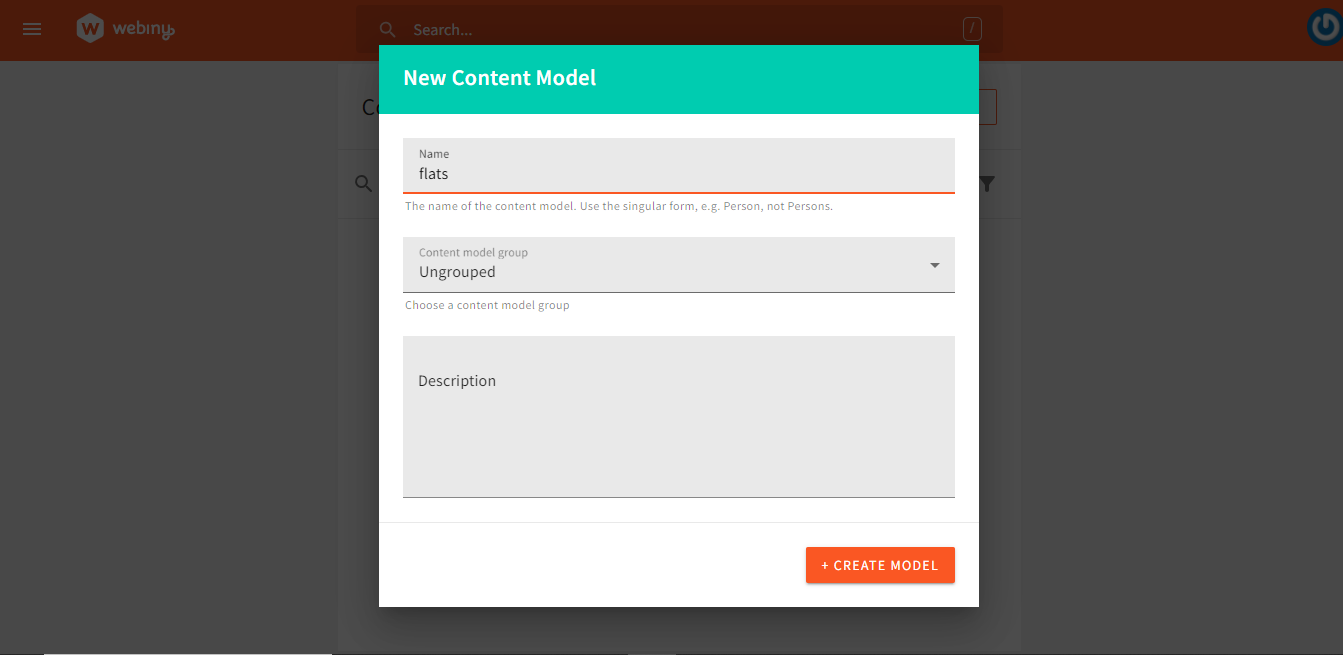 webiny
Search...
/
New Content Model
Name
flats
The name of the content model. Use the singular form, e.g. Person, not Persons.
Content model group
Ungrouped
Choose a content model group
Description
+ CREATE MODEL